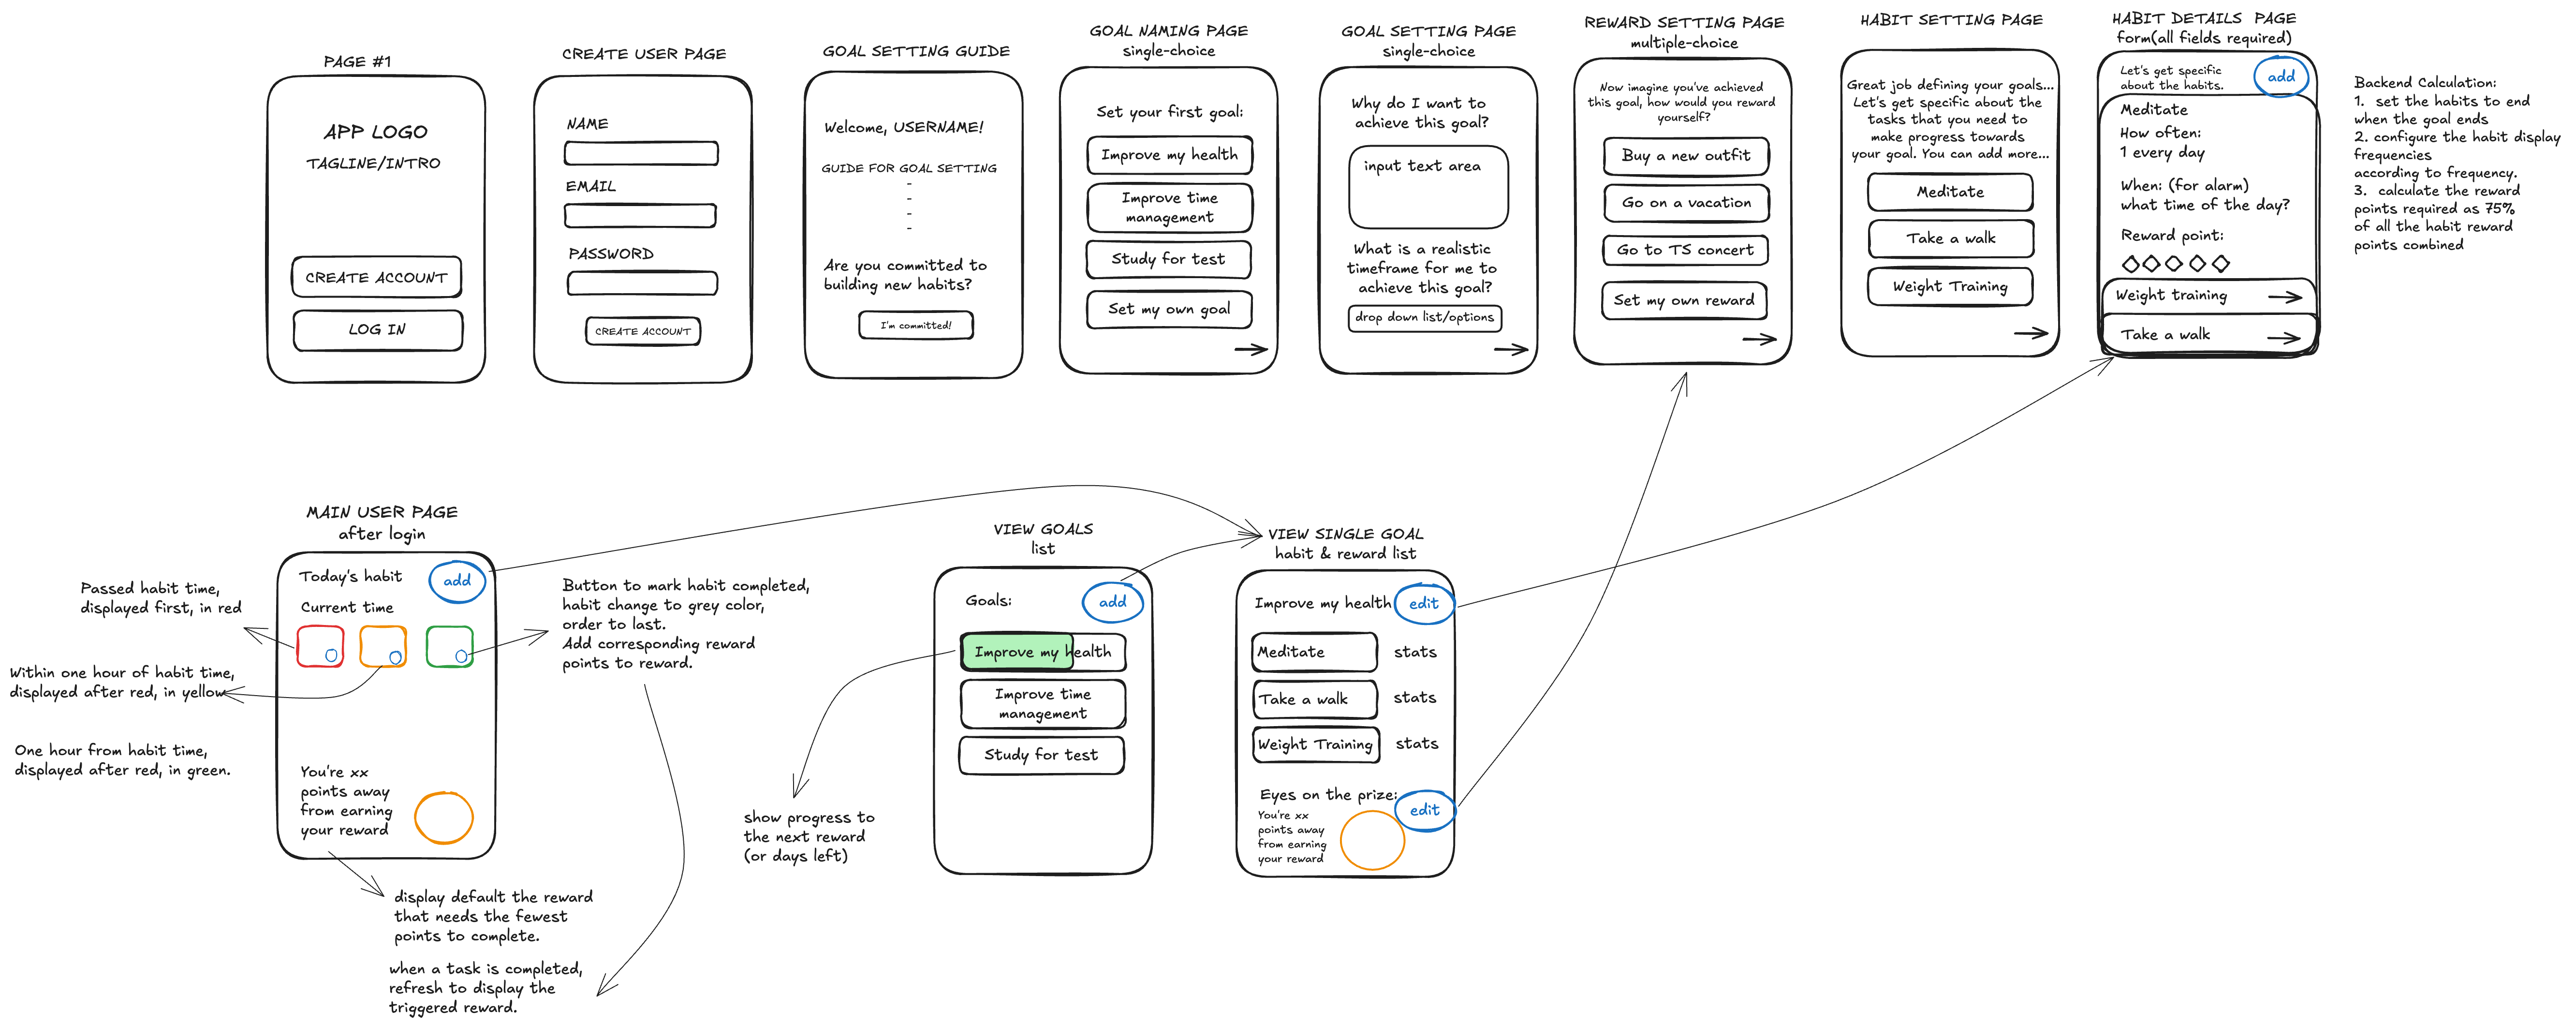 PAGE #1
APP LOGO
TAGLINE/INTRO
CREATE ACCOUNT
LOG IN
CREATE USER PAGE
NAME
EMAIL
PASSWORD
CREATE ACCOUNT
GOAL SETTING GUIDE
Welcome, USERNAME!
GUIDE FOR GOAL SETTING
-
-
-
-
Are you committed to
building new habits?
I'm committed!
GOAL NAMING PAGE
single-choice
Set your first goal:
Improve my health
Improve time
management
Study for test
Set my own goal
GOAL SETTING PAGE
single-choice
Why do I want to
achieve this goal?
input text area
What is a realistic
timeframe for me to
achieve this goal?
drop down list/options
REWARD SETTING PAGE
multiple-choice
Now imagine you've achieved
this goal, how would you reward
yourself?
Buy a new outfit
Go on a vacation
Go to TS concert
Set my own reward
HABIT SETTING PAGE
Great job defining your goals...
Let's get specific about the
tasks that you need to
make progress towards
your goal. You can add more...
Meditate
Take a walk
Weight Training
HABIT DETAILS PAGE
form(all fields required)
Let's get specific
about the habits.
add
Meditate
How often:
1 every day
When: (for alarm)
what time of the day?
Reward point:
Weight training
Take a walk
Backend Calculation:
1. set the habits to end
when the goal ends
2. configure the habit display
frequencies
according to frequency.
3. calculate the reward
points required as 75%
of all the habit reward
points combined
MAIN USER PAGE
after login
Today's habit
add
Current time
You're xx
points away
from earning
your reward
Passed habit time,
displayed first, in red
Within one hour of habit time,
displayed after red, in yellow
One hour from habit time,
displayed after red, in green.
Button to mark habit completed,
habit change to grey color,
order to last.
Add corresponding reward
points to reward.
display default the reward
that needs the fewest
points to complete.
when a task is completed,
refresh to display the
triggered reward.
VIEW GOALS
list
Goals:
add
Improve my health
Improve time
management
Study for test
show progress to
the next reward
(or days left)
VIEW SINGLE GOAL
habit & reward list
Improve my health
edit
Meditate
stats
Take a walk
stats
Weight Training
stats
Eyes on the prize:
edit
You're xx
points away
from earning
your reward